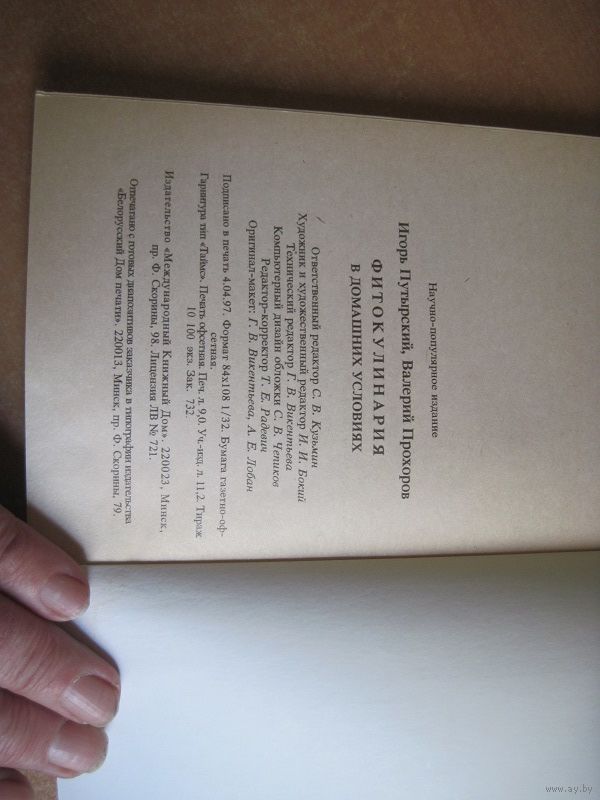 Научно-популярное издание
Игорь Путырский, Валерий Прохоров
ФИТОКУЛИНАРИЯ
В ДОМАШНИХ УСЛОВИЯХ
Ответственный редактор С. В. Кузьмин
Художник и художественный редактор И. И. Бокий
Технический редактор Г. В. Викентьева
Компьютерный дизайн обложки С. В. Чепиков
Редактор-корректор Т. Е. Радевич
Оригинал-макет: Г. В. Викентьева, А. Е. Лобан
Подписано в печать 4.04.97. Формат 84х108 1/32. Бумага газетно-оф-
сетная.
Гарнитура тип «Таймс». Печать офсетная. Печ. л. 9,0. Уч.-изд. л. 11,2. Тираж
10 100 экз. Зак. 732.
Издательство «Международный Книжный Дом». 220023, Минск,
пр. Ф. Скорины, 98. Лицензия ЛВ № 721.
Отпечатано с готовых диапозитивов заказчика в типографии издательства
«Белорусский Дом печати». 220013, Минск, пр. Ф. Скорины, 79.
www.ay.by